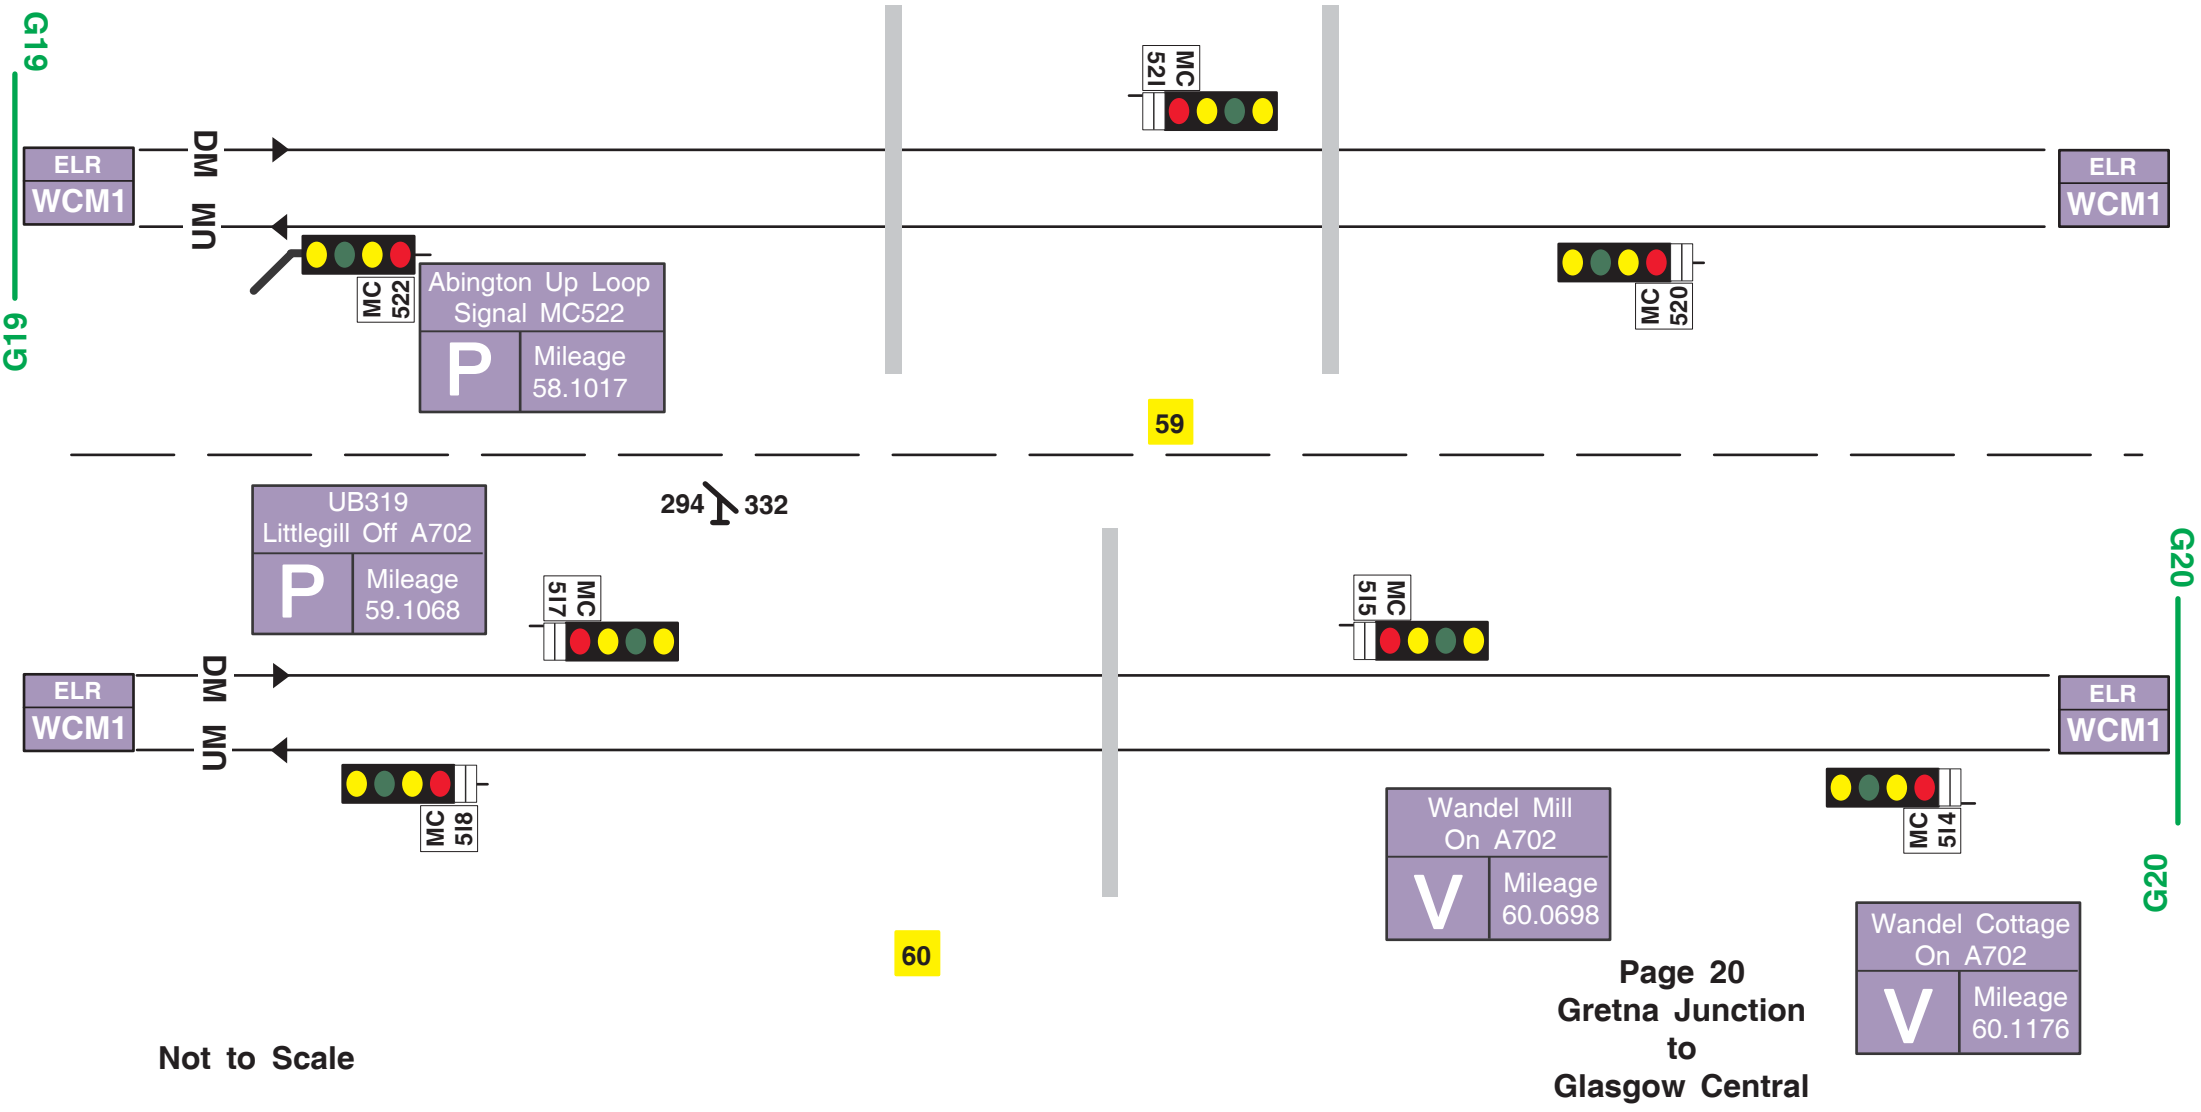 G19
MC
521
DM
ELR
WCM1
ELR
WCM1
UM
MC
522
Abington Up Loop
Signal MC522
P
Mileage
58.1017
MC
520
G19
59
UB319
Littlegill Off A702
P
Mileage
59.1068
294
332
G20
MC
517
MC
515
DM
ELR
WCM1
ELR
WCM1
UM
MC
518
Wandel Mill
On A702
V
Mileage
60.0698
MC
514
G20
60
Wandel Cottage
On A702
V
Mileage
60.1176
Page 20
Gretna Junction
to
Glasgow Central
Not to Scale